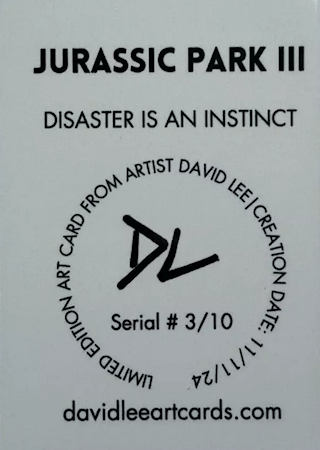 JURASSIC PARK III
DISASTER IS AN INSTINCT
LIMITED EDITION ART CARD FROM ARTIST DAVID LEE | CREATION DATE: 11/11/24
DL
Serial # 3/10
davidleeartcards.com